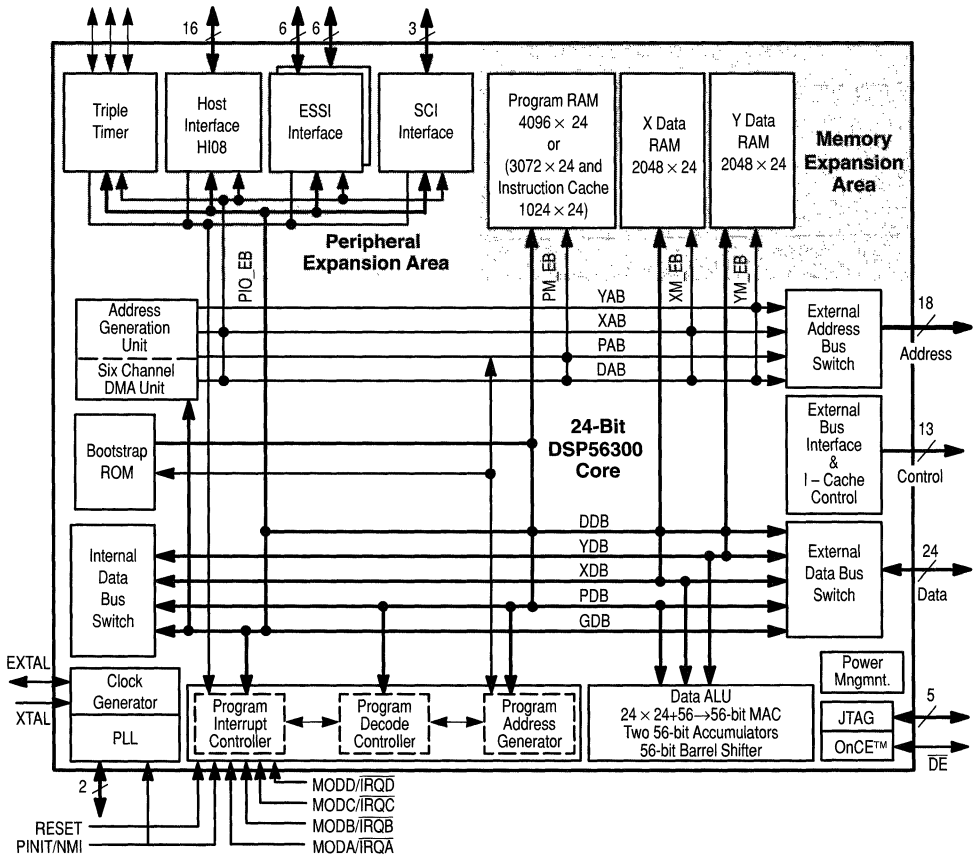 16
6
6
3
Triple
Timer
Host
Interface
HI08
ESSI
Interface
SCI
Interface
Program RAM
4096 × 24
or
(3072 × 24 and
Instruction Cache
1024 × 24)
X Data
RAM
2048 × 24
Y Data
RAM
2048 × 24
Memory
Expansion
Area
Peripheral
Expansion Area
PIO_EB
PM_EB
XM_EB
YM_EB
Address
Generation
Unit
Six Channel
DMA Unit
YAB
XAB
PAB
DAB
External
Address
Bus
Switch
18
Address
Bootstrap
ROM
24-Bit
DSP56300
Core
External
Bus
Interface
&
I – Cache
Control
13
Control
Internal
Data
Bus
Switch
DDB
YDB
XDB
PDB
GDB
External
Data Bus
Switch
24
Data
EXTAL
XTAL
Clock
Generator
PLL
Program
Interrupt
Controller
Program
Decode
Controller
Program
Address
Generator
Data ALU
24 × 24+56→56-bit MAC
Two 56-bit Accumulators
56-bit Barrel Shifter
Power
Mngmnt.
JTAG
OnCE™
5
D̅E̅
2
RESET
PINIT/NMI
MODD/I̅R̅Q̅D̅
MODC/I̅R̅Q̅C̅
MODB/I̅R̅Q̅B̅
MODA/I̅R̅Q̅A̅